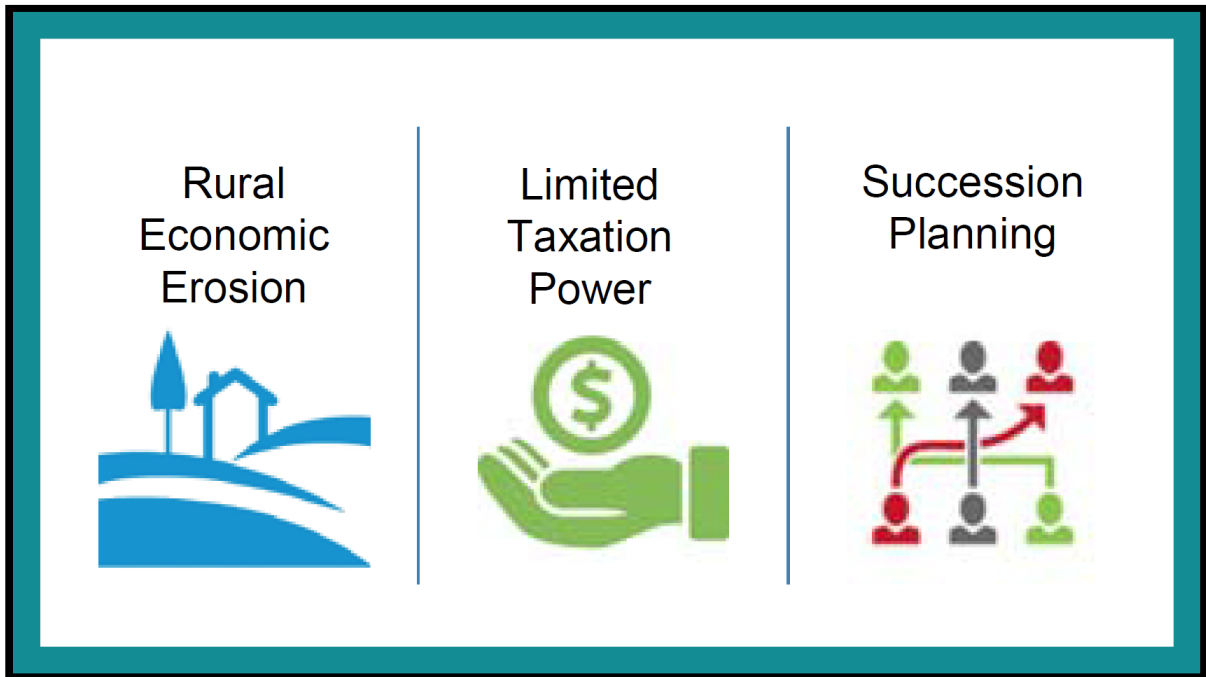 Rural
Economic
Erosion
Limited
Taxation
Power
Succession
Planning
$